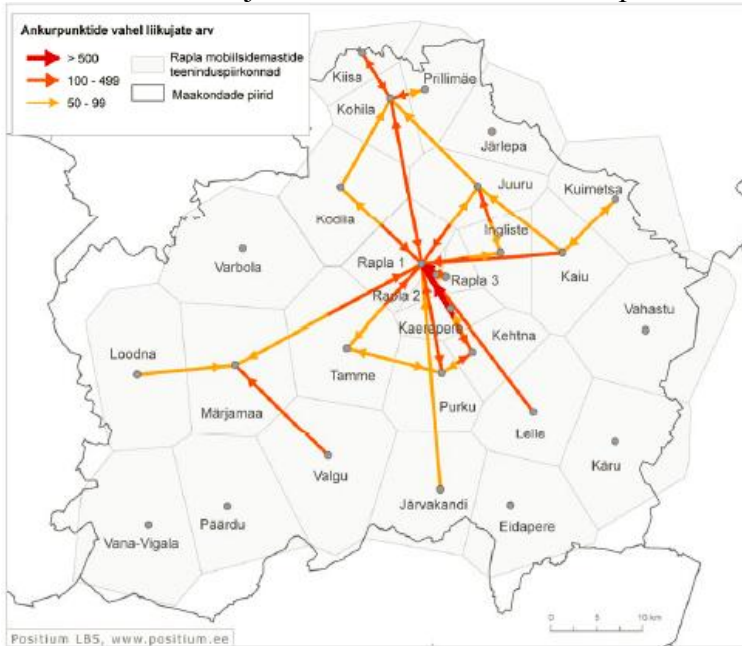 Ankurpunktide vahel liikujate arv
> 500
100 - 499
50 - 99
Rapla mobiilsidemastide
teeninduspiirkonnad
Maakondade piirid
Kiisa
Prillimäe
Kohila
Järlepa
Juuru
Kuimetsa
Kodila
Ingliste
Varbola
Rapla 1
Kaiu
Rapla 3
Rapla 2
Vahastu
Kaerepere
Kehtna
Loodna
Tamme
Purku
Märjamaa
Lelle
Käru
Valgu
Järvakandi
Päärdu
Eidapere
Vana-Vigala
0 5 10 km
Positium LBS, www.positium.ee